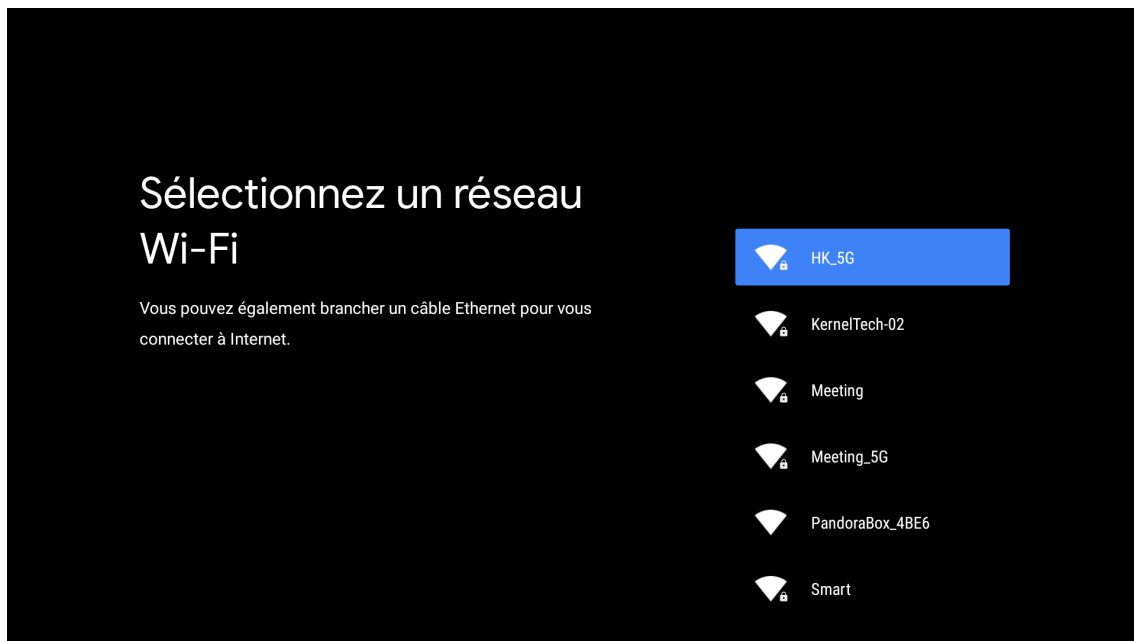 Sélectionnez un réseau
Wi-Fi
Vous pouvez également brancher un câble Ethernet pour vous
connecter à Internet.
HK_5G
KernelTech-02
Meeting
Meeting_5G
PandoraBox_4BE6
Smart